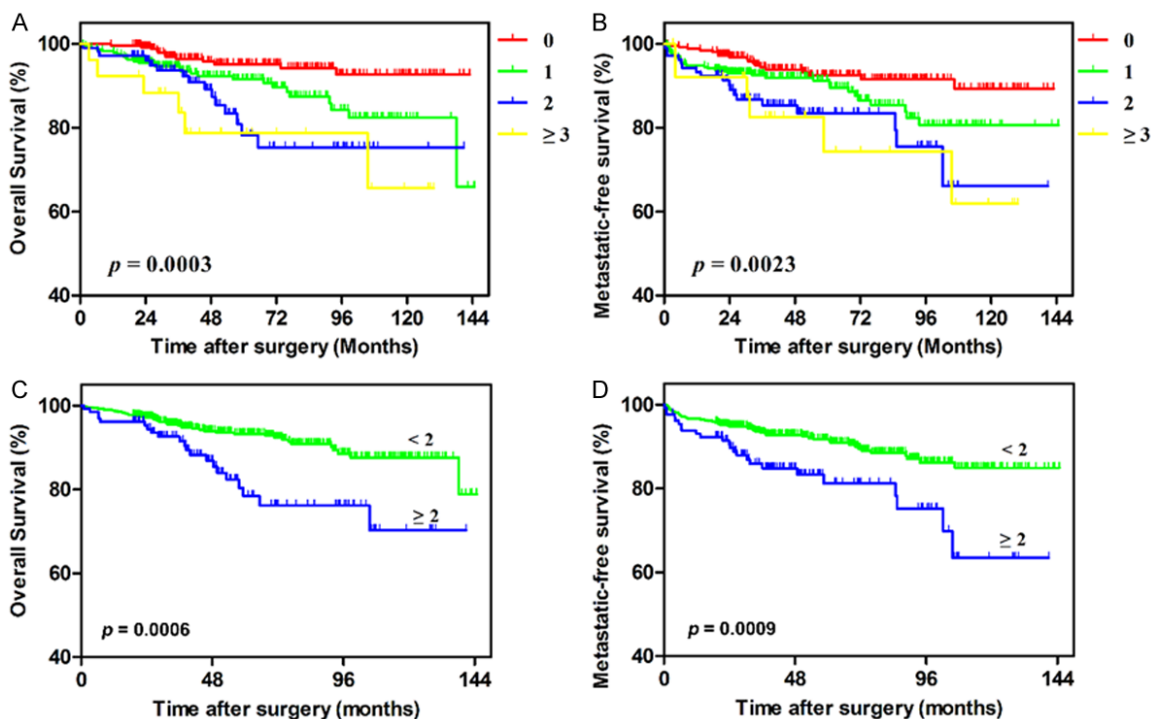 A
Overall Survival (%)
100
80
60
40
0 24 48 72 96 120 144
Time after surgery (Months)
p = 0.0003
0
1
2
≥ 3
B
Metastatic-free survival (%)
100
80
60
40
0 24 48 72 96 120 144
Time after surgery (Months)
p = 0.0023
0
1
2
≥ 3
C
Overall Survival (%)
100
80
60
40
0 48 96 144
Time after surgery (months)
< 2
≥ 2
p = 0.0006
D
Metastatic-free survival (%)
100
80
60
40
0 48 96 144
Time after surgery (months)
< 2
≥ 2
p = 0.0009